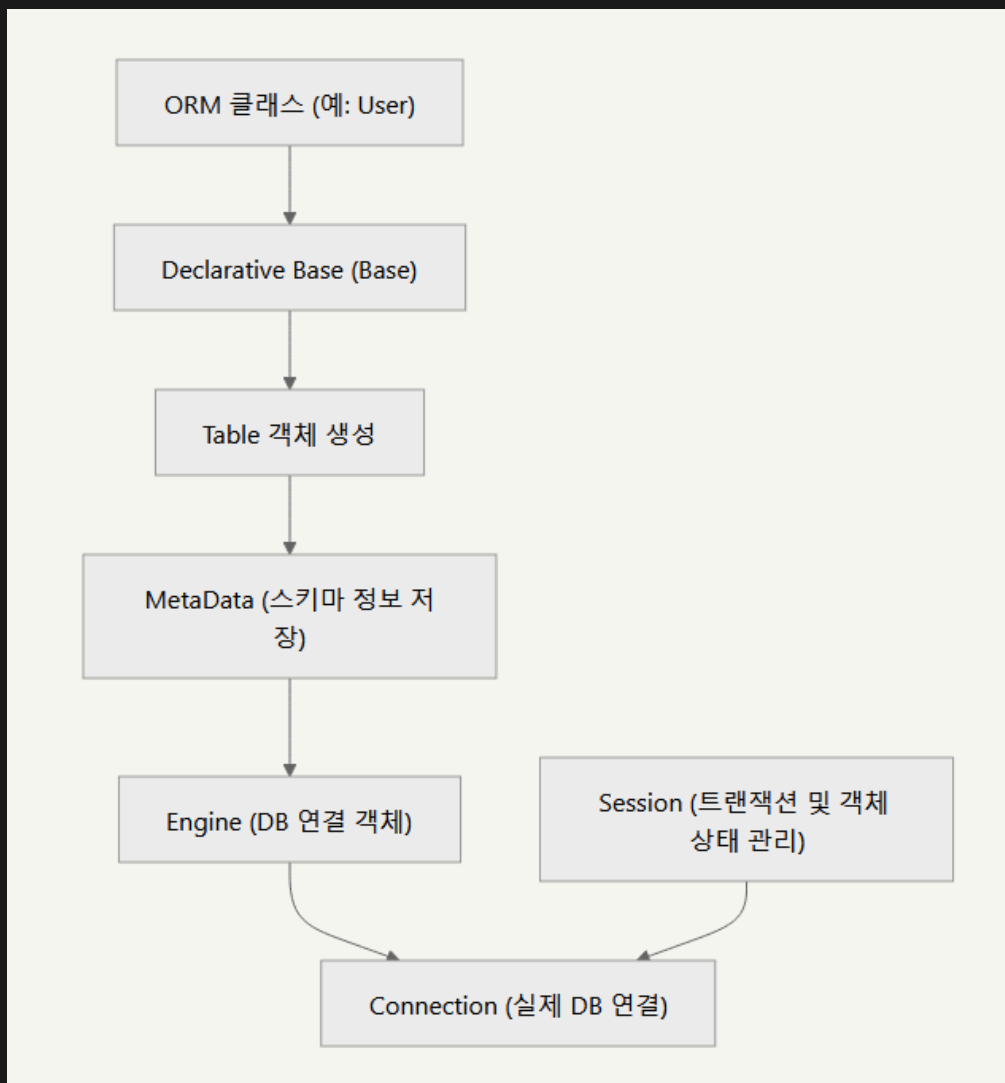 ORM 클래스 (예: User)
Declarative Base (Base)
Table 객체 생성
MetaData (스키마 정보 저
장)
Engine (DB 연결 객체)
Session (트랜잭션 및 객체
상태 관리)
Connection (실제 DB 연결)